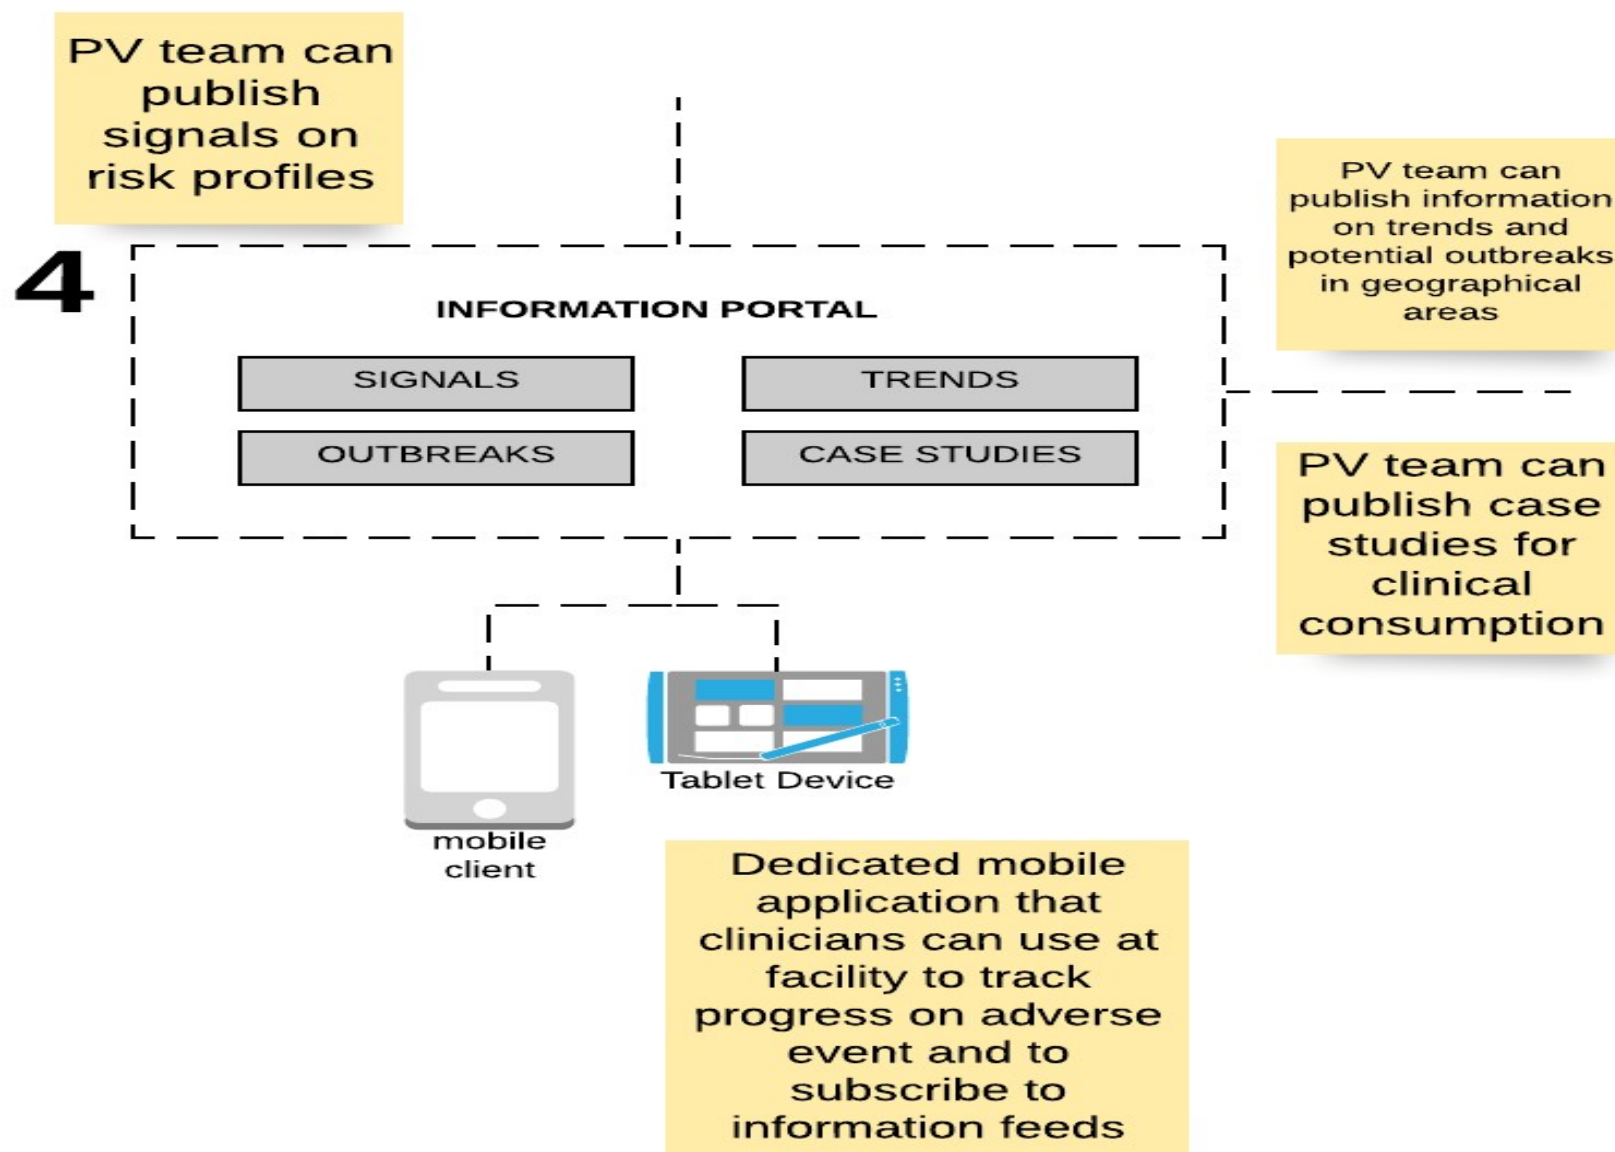 PV team can
publish
signals on
risk profiles
PV team can
publish information
on trends and
potential outbreaks
in geographical
areas
4
INFORMATION PORTAL
SIGNALS
TRENDS
OUTBREAKS
CASE STUDIES
PV team can
publish case
studies for
clinical
consumption
Tablet Device
mobile
client
Dedicated mobile
application that
clinicians can use at
facility to track
progress on adverse
event and to
subscribe to
information feeds